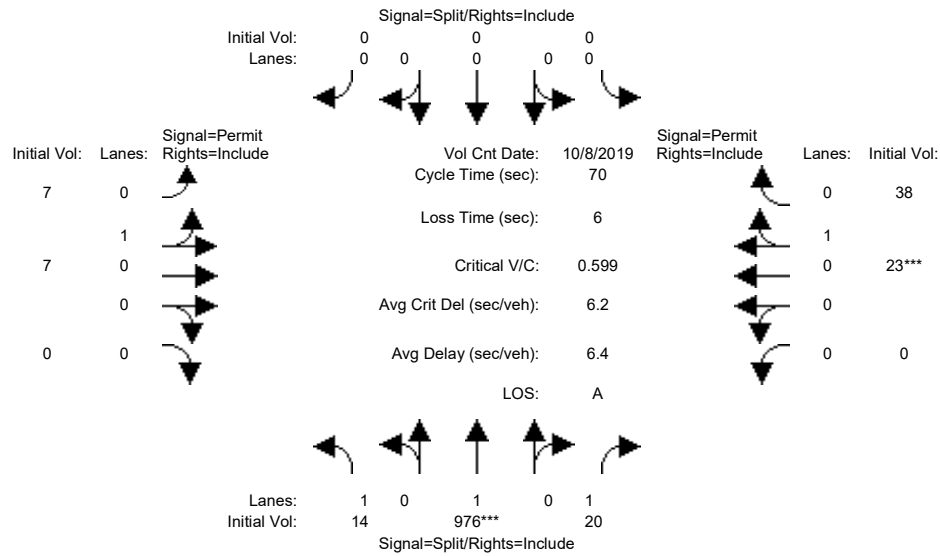 Signal=Split/Rights=Include
Initial Vol: 0 0 0
Lanes: 0 0 0 0 0
Signal=Permit Signal=Permit
Initial Vol: Lanes: Rights=Include Vol Cnt Date: 10/8/2019 Rights=Include Lanes: Initial Vol:
Cycle Time (sec): 70
7 0 0 38
Loss Time (sec): 6
1 1
7 0 Critical V/C: 0.599 0 23***
0 Avg Crit Del (sec/veh): 6.2 0
0 0 Avg Delay (sec/veh): 6.4 0 0
LOS: A
Lanes: 1 0 1 0 1
Initial Vol: 14 976*** 20
Signal=Split/Rights=Include